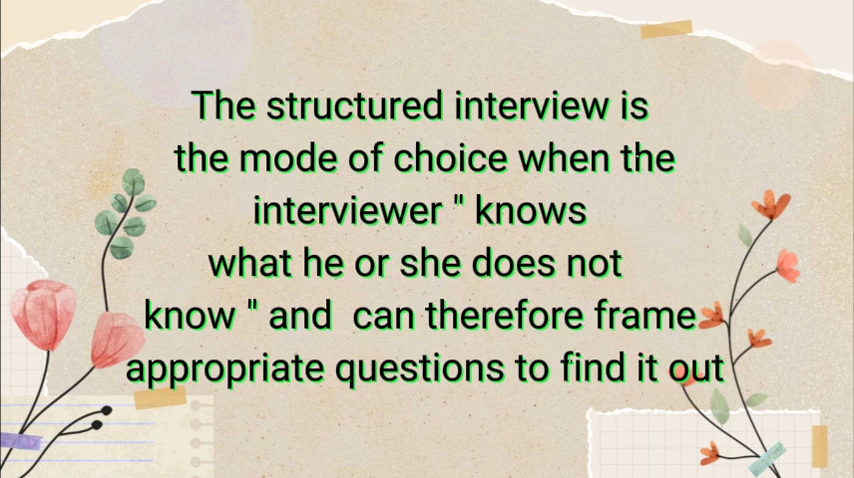 The structured interview is
the mode of choice when the
interviewer " knows
what he or she does not
know " and  can therefore frame
appropriate questions to find it out